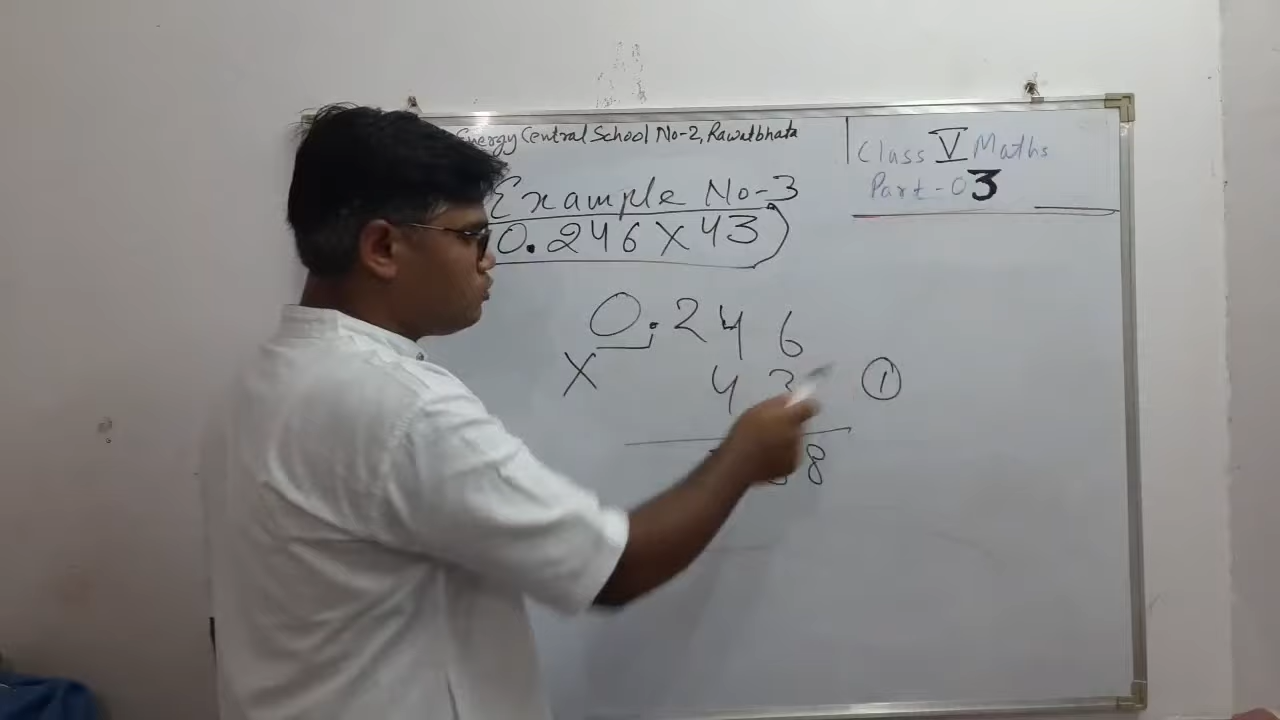 Energy Central School No-2, Rawatbhata
Class V Maths
Part-03
Example No-3
0.246 X 43
0.246
X 43
1
8